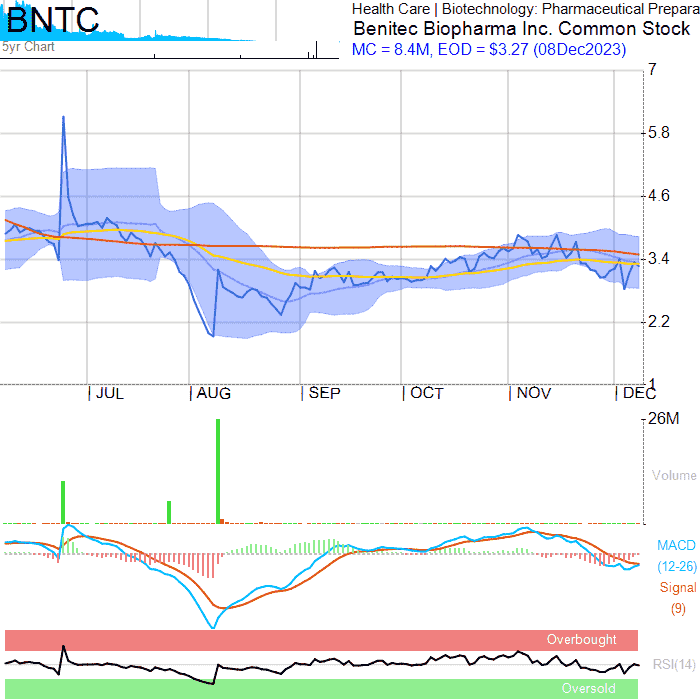 BNTC
5yr Chart
Health Care | Biotechnology: Pharmaceutical Prepara
Benitec Biopharma Inc. Common Stock
MC = 8.4M, EOD = $3.27 (08Dec2023)
7
5.8
4.6
3.4
2.2
1
JUL AUG SEP OCT NOV DEC
26M
Volume
MACD
(12-26)
Signal
(9)
Overbought
RSI(14)
Oversold